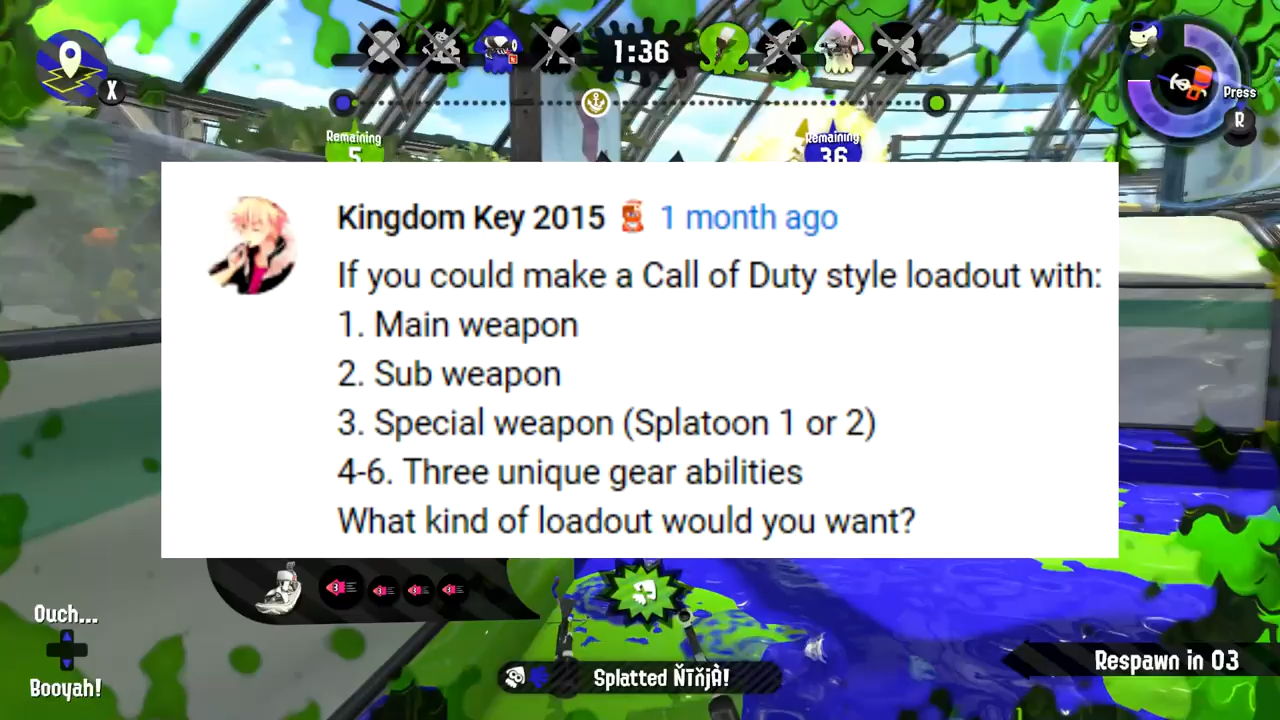 1:36
X
Press
R
Remaining
5
Remaining
36
Kingdom Key 2015 1 month ago
If you could make a Call of Duty style loadout with:
1. Main weapon
2. Sub weapon
3. Special weapon (Splatoon 1 or 2)
4-6. Three unique gear abilities
What kind of loadout would you want?
Ouch...
Booyah!
Splatted ŇĪňjÀ!
Respawn in 03